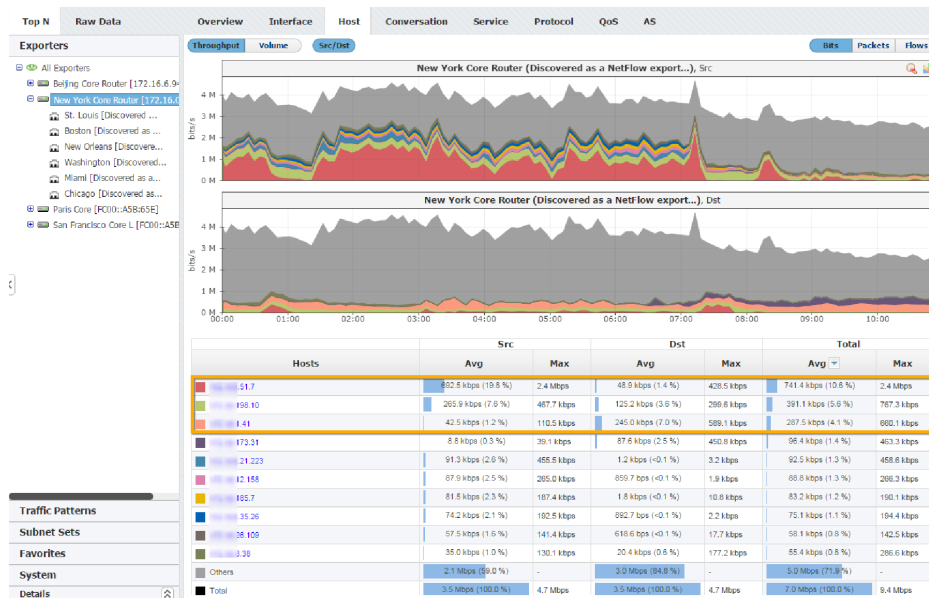 Top N Raw Data Overview Interface Host Conversation Service Protocol QoS AS
Exporters
Throughput Volume Src/Dst Bits Packets Flows
All Exporters
Beijing Core Router [172.16.6.9
New York Core Router [172.16.0
St. Louis [Discovered ...
Boston [Discovered as ...
New Orleans [Discovere...
Washington [Discovered...
Miami [Discovered as a...
Chicago [Discovered as...
Paris Core [FC00::A5B:65E]
San Francisco Core L [FC00::A5B
New York Core Router (Discovered as a NetFlow export...), Src
bits/s
4 M
3 M
2 M
1 M
0 M
New York Core Router (Discovered as a NetFlow export...), Dst
bits/s
4 M
3 M
2 M
1 M
0 M
00:00 01:00 02:00 03:00 04:00 05:00 06:00 07:00 08:00 09:00 10:00
Src Dst Total
Hosts Avg Max Avg Max Avg Max
.51.7 692.5 kbps (19.8 %) 2.4 Mbps 48.9 kbps (1.4 %) 428.5 kbps 741.4 kbps (10.6 %) 2.4 Mbps
198.10 265.9 kbps (7.6 %) 467.7 kbps 125.2 kbps (3.6 %) 299.6 kbps 391.1 kbps (5.6 %) 767.3 kbps
.41 42.5 kbps (1.2 %) 110.5 kbps 245.0 kbps (7.0 %) 589.1 kbps 287.5 kbps (4.1 %) 660.1 kbps
173.31 8.8 kbps (0.3 %) 39.1 kbps 87.6 kbps (2.5 %) 450.8 kbps 96.4 kbps (1.4 %) 463.3 kbps
.21.223 91.3 kbps (2.6 %) 455.5 kbps 1.2 kbps (<0.1 %) 3.2 kbps 92.5 kbps (1.3 %) 458.6 kbps
12.158 87.9 kbps (2.5 %) 265.0 kbps 859.7 bps (<0.1 %) 1.9 kbps 88.8 kbps (1.3 %) 266.3 kbps
185.7 81.5 kbps (2.3 %) 187.4 kbps 1.8 kbps (<0.1 %) 10.8 kbps 83.2 kbps (1.2 %) 190.1 kbps
.35.26 74.2 kbps (2.1 %) 192.5 kbps 892.7 bps (<0.1 %) 2.2 kbps 75.1 kbps (1.1 %) 194.4 kbps
.109 57.5 kbps (1.6 %) 141.4 kbps 618.6 bps (<0.1 %) 17.7 kbps 58.1 kbps (0.8 %) 142.5 kbps
.38 35.0 kbps (1.0 %) 130.1 kbps 20.4 kbps (0.6 %) 177.2 kbps 55.4 kbps (0.8 %) 286.6 kbps
Others 2.1 Mbps (59.0 %) - 3.0 Mbps (84.8 %) - 5.0 Mbps (71.9 %) -
Total 3.5 Mbps (100.0 %) 4.7 Mbps 3.5 Mbps (100.0 %) 4.7 Mbps 7.0 Mbps (100.0 %) 9.4 Mbps
Traffic Patterns
Subnet Sets
Favorites
System
Details